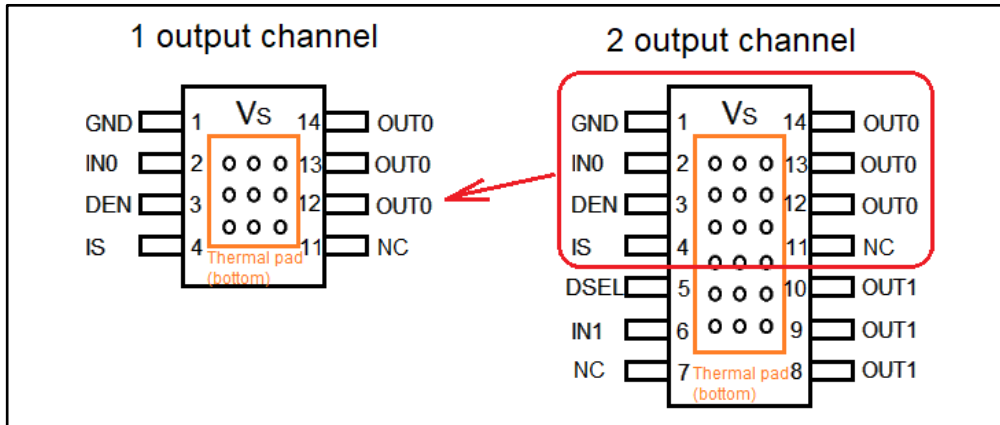 1 output channel
GND 1 Vs 14 OUT0
IN0 2 13 OUT0
DEN 3 12 OUT0
IS 4 11 NC
Thermal pad
(bottom)
2 output channel
GND 1 Vs 14 OUT0
IN0 2 13 OUT0
DEN 3 12 OUT0
IS 4 11 NC
DSEL 5 10 OUT1
IN1 6 9 OUT1
NC 7 Thermal pad 8 OUT1
(bottom)